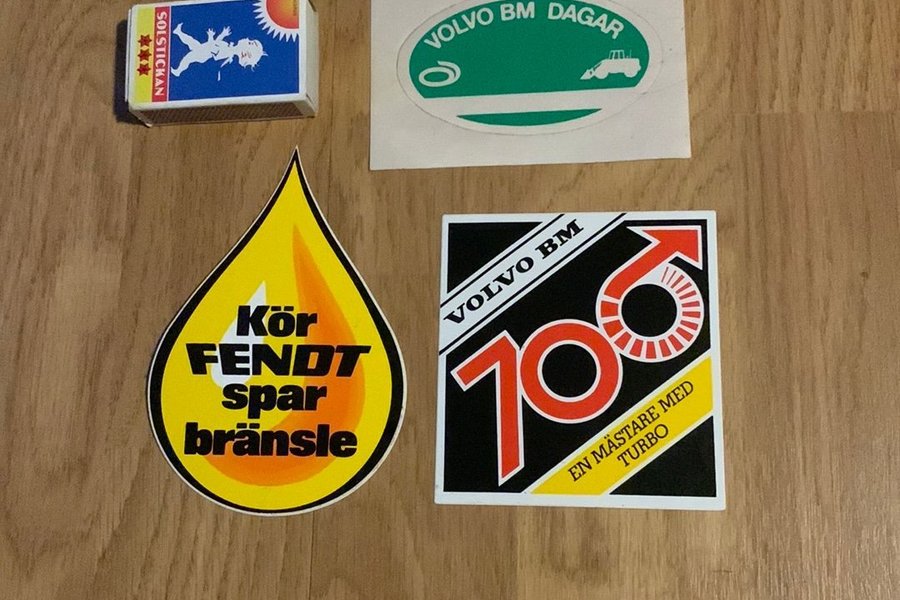 SOLSTICKAN
VOLVO BM DAGAR
Kör
FENDT
spar
bränsle
VOLVO BM
700
EN MÄSTARE MED
TURBO